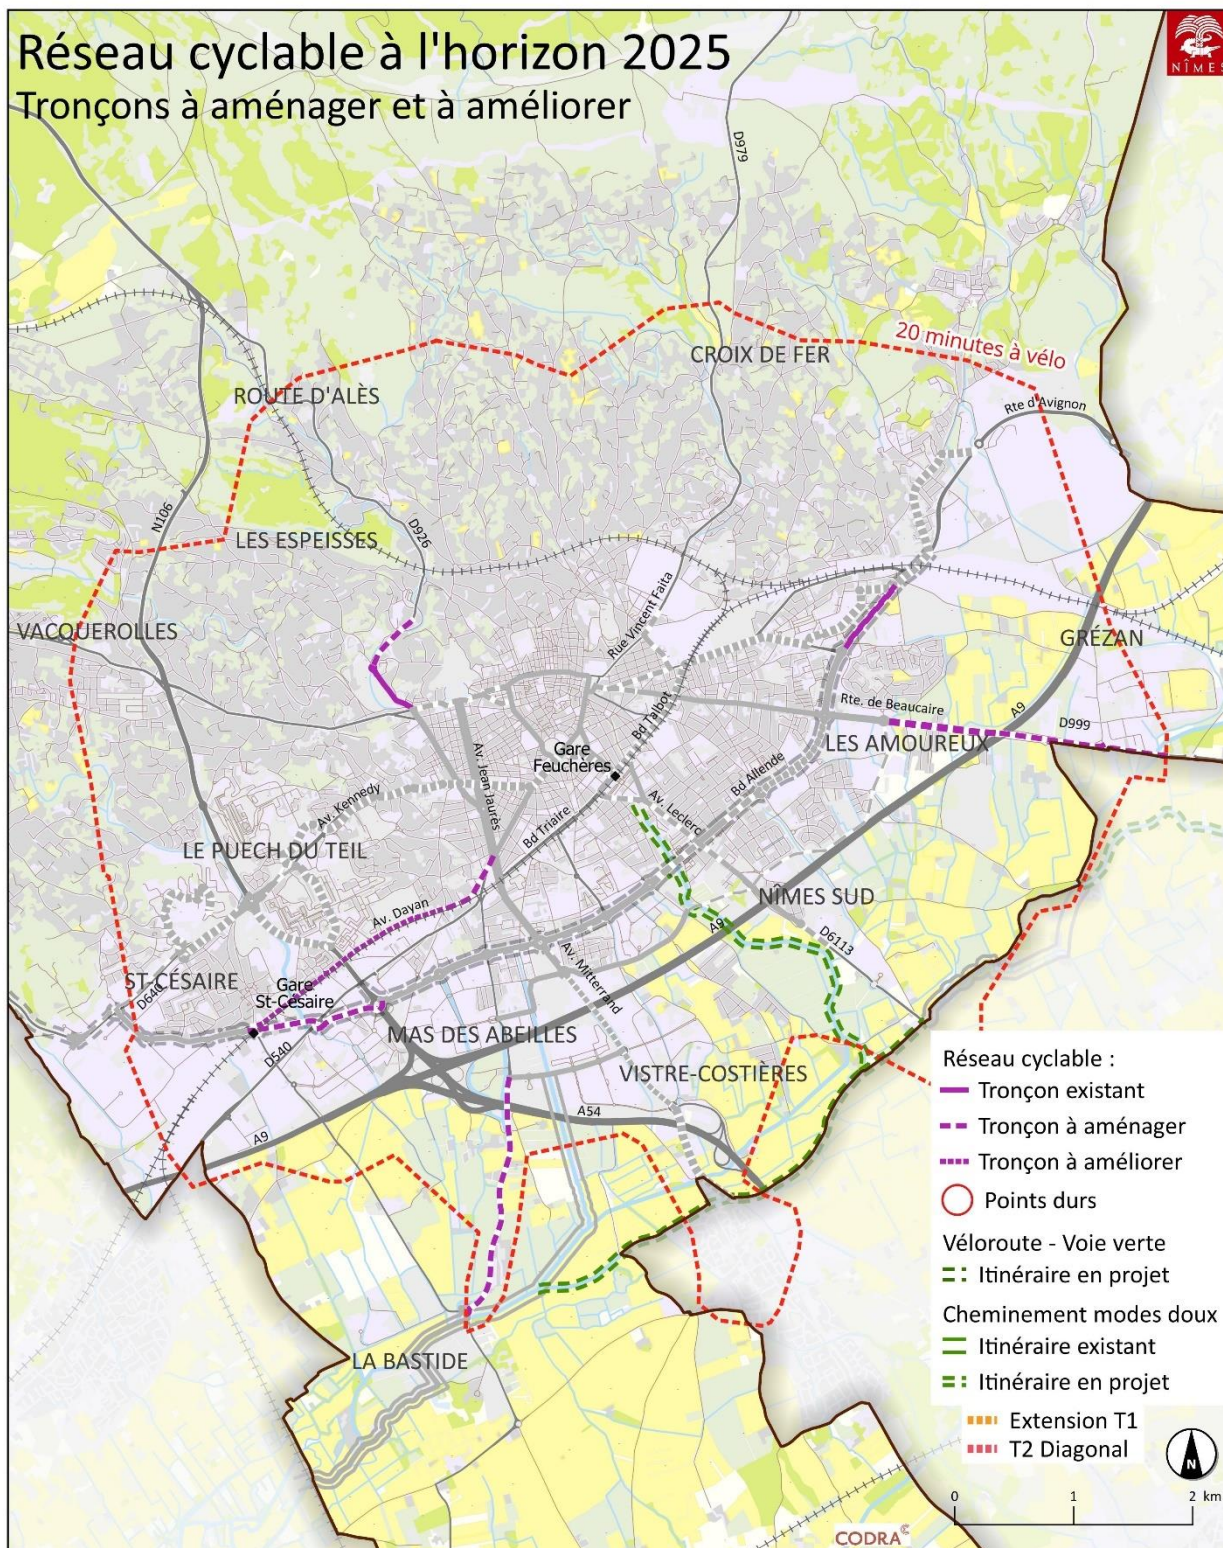 Réseau cyclable à l'horizon 2025
Tronçons à aménager et à améliorer
NÎMES
D979
20 minutes à vélo
CROIX DE FER
ROUTE D'ALÈS
Rte d'Avignon
N106
D926
LES ESPEISSES
VACQUEROLLES
Rue Vincent Faïta
GRÉZAN
Rte. de Beaucaire
A9
D999
Bd Talbot
LES AMOUREUX
Gare
Feuchères
Av. Jean Jaurès
Bd Allende
Av. Kennedy
Av. Leclerc
Bd Triaire
LE PUECH DU TEIL
NÎMES SUD
Av. Dayan
A9
D6113
Av. Mitterrand
ST-CÉSAIRE
Gare
St-Césaire
D640
MAS DES ABEILLES
D540
VISTRE-COSTIÈRES
A54
A9
LA BASTIDE
Réseau cyclable :
Tronçon existant
Tronçon à aménager
Tronçon à améliorer
Points durs
Véloroute - Voie verte
Itinéraire en projet
Cheminement modes doux
Itinéraire existant
Itinéraire en projet
Extension T1
T2 Diagonal
N
0 1 2 km
CODRA